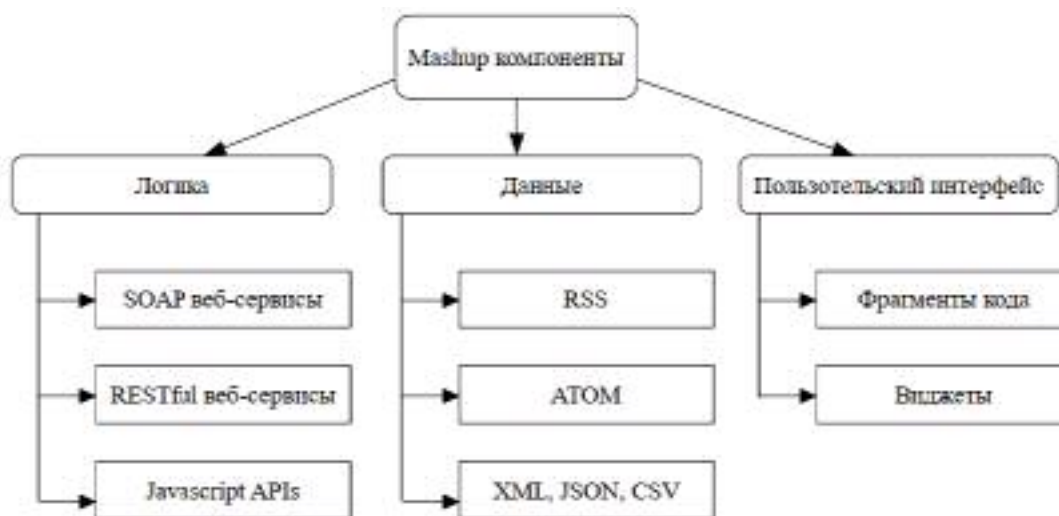 Mashup компоненты
Логика
Данные
Пользотельский интерфейс
SOAP веб-сервисы
RSS
Фрагменты кода
RESTful веб-сервисы
ATOM
Виджеты
Javascript APIs
XML, JSON, CSV